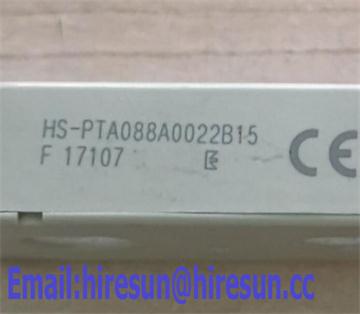 HS-PTA088A0022B15
F 17107
CE
Email:hiresun@hiresun.cc